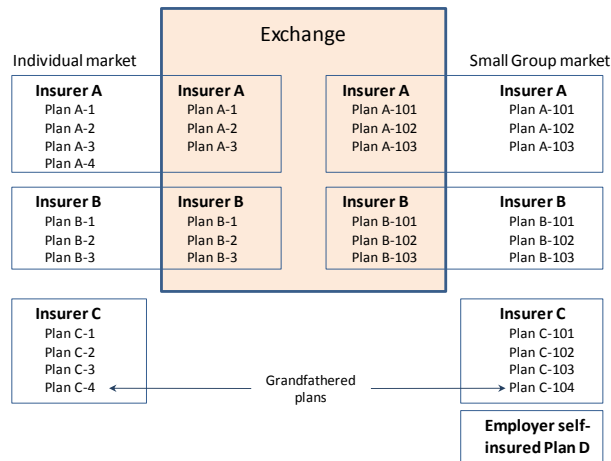 Exchange
Individual market
Small Group market
Insurer A
Plan A-1
Plan A-2
Plan A-3
Plan A-4
Insurer A
Plan A-1
Plan A-2
Plan A-3
Insurer A
Plan A-101
Plan A-102
Plan A-103
Insurer A
Plan A-101
Plan A-102
Plan A-103
Insurer B
Plan B-1
Plan B-2
Plan B-3
Insurer B
Plan B-1
Plan B-2
Plan B-3
Insurer B
Plan B-101
Plan B-102
Plan B-103
Insurer B
Plan B-101
Plan B-102
Plan B-103
Insurer C
Plan C-1
Plan C-2
Plan C-3
Plan C-4
Grandfathered
plans
Insurer C
Plan C-101
Plan C-102
Plan C-103
Plan C-104
Employer self-
insured Plan D